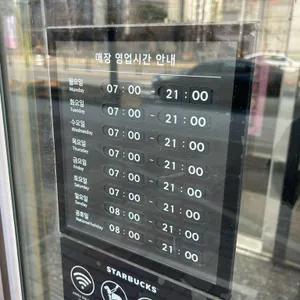 매장 영업시간 안내
월요일 Monday 07 : 00 - 21 : 00
화요일 Tuesday 07 : 00 - 21 : 00
수요일 Wednesday 07 : 00 - 21 : 00
목요일 Thursday 07 : 00 - 21 : 00
금요일 Friday 07 : 00 - 21 : 00
토요일 Saturday 07 : 00 - 21 : 00
일요일 Sunday 08 : 00 - 21 : 00
공휴일 National holiday 08 : 00 - 21 : 00
STARBUCKS